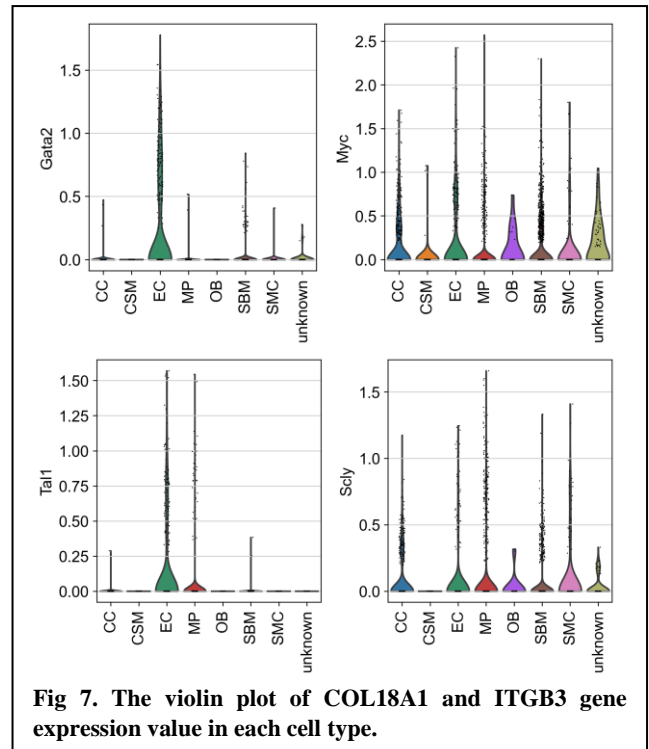 Gata2
1.5
1.0
0.5
0.0
CC
CSM
EC
MP
OB
SBM
SMC
unknown
Myc
2.5
2.0
1.5
1.0
0.5
0.0
CC
CSM
EC
MP
OB
SBM
SMC
unknown
Tal1
1.50
1.25
1.00
0.75
0.50
0.25
0.00
CC
CSM
EC
MP
OB
SBM
SMC
unknown
Scly
1.5
1.0
0.5
0.0
CC
CSM
EC
MP
OB
SBM
SMC
unknown
Fig 7. The violin plot of COL18A1 and ITGB3 gene
expression value in each cell type.